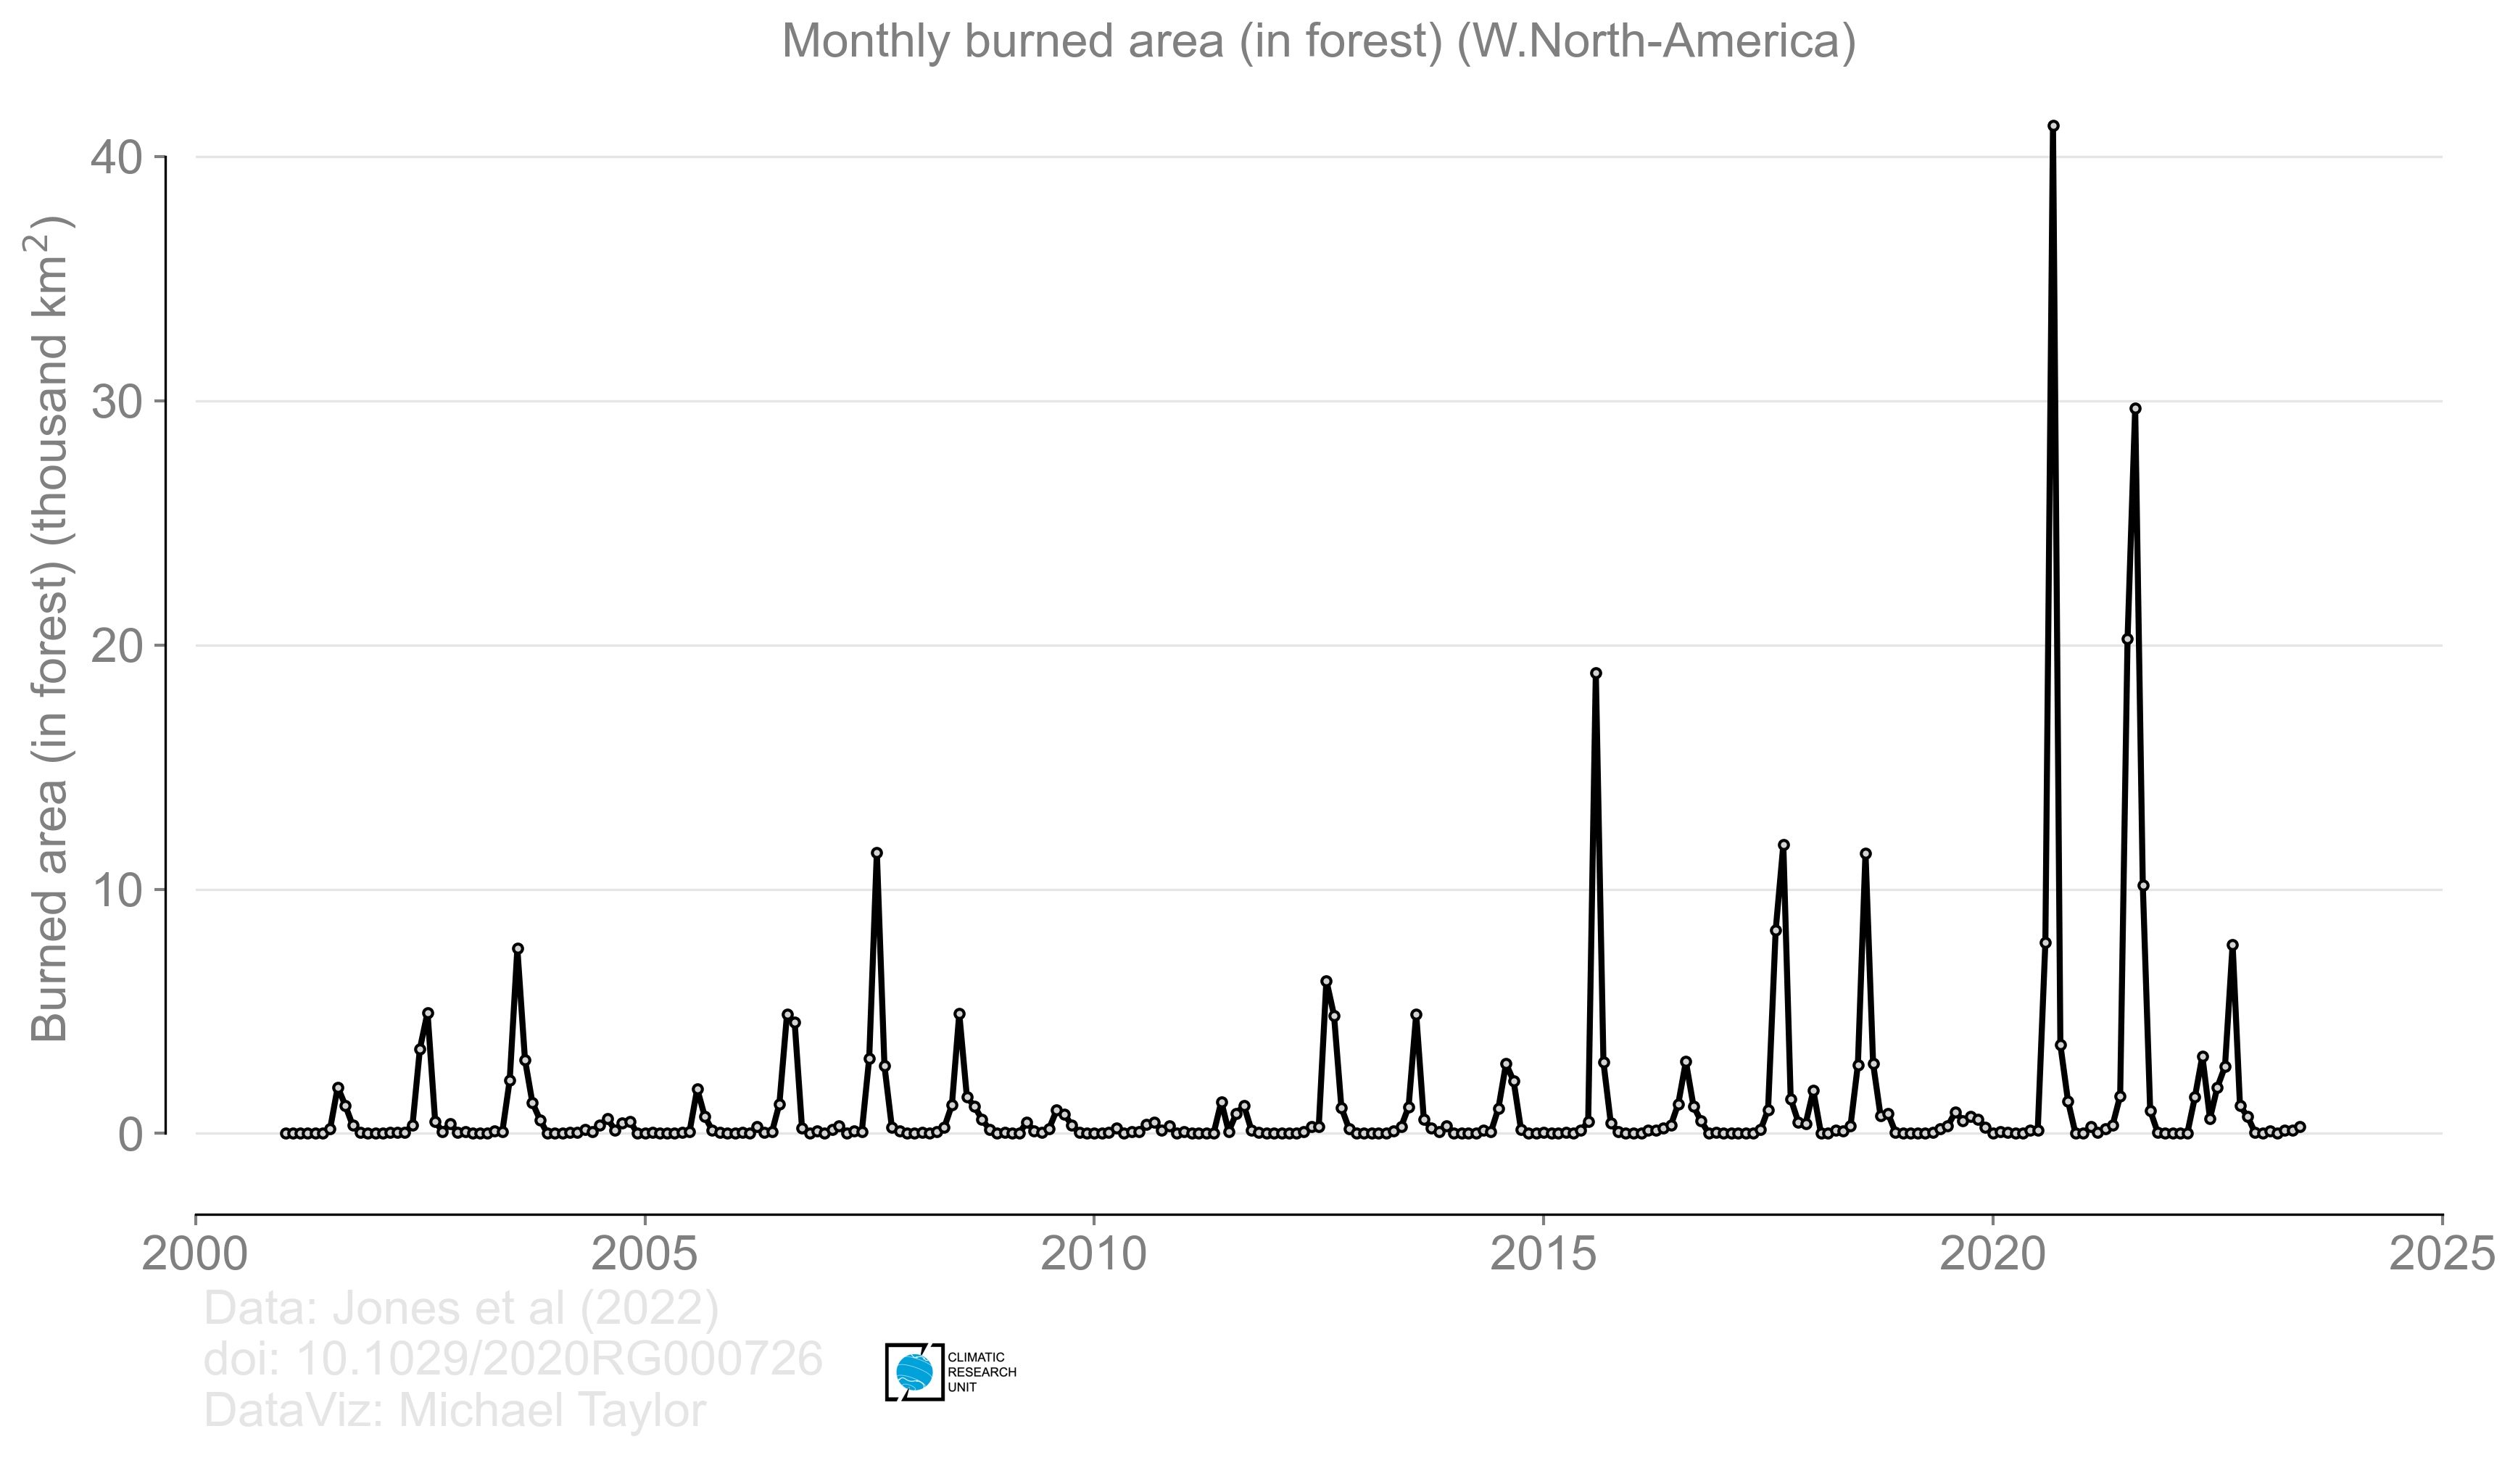 Monthly burned area (in forest) (W.North-America)
Burned area (in forest) (thousand km²)
40
30
20
10
0
2000
2005
2010
2015
2020
2025
Data: Jones et al (2022)
doi: 10.1029/2020RG000726
DataViz: Michael Taylor
CLIMATIC
RESEARCH
UNIT